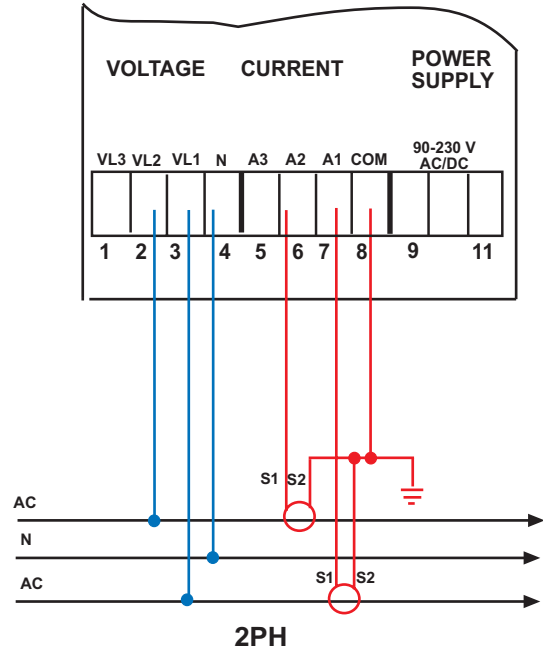 VOLTAGE CURRENT POWER
SUPPLY
90-230 V
AC/DC
VL3 VL2 VL1 N A3 A2 A1 COM
1 2 3 4 5 6 7 8 9 11
S1 S2
AC
N
S1 S2
AC
2PH